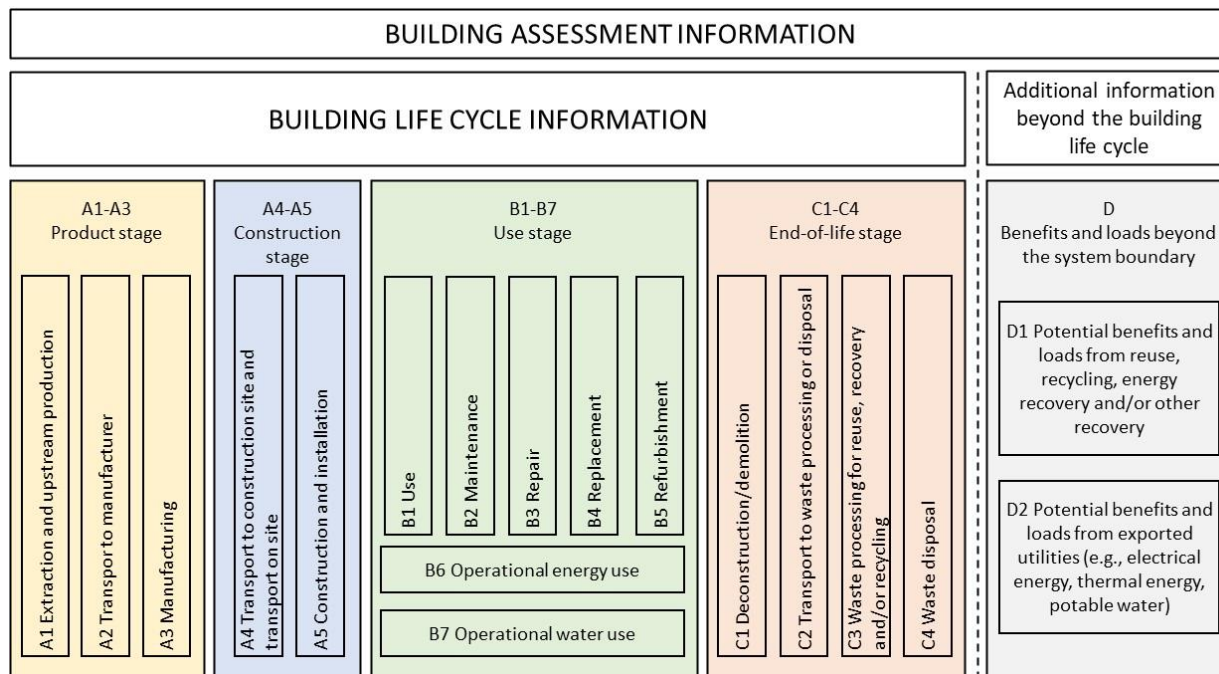 BUILDING ASSESSMENT INFORMATION
BUILDING LIFE CYCLE INFORMATION
Additional information
beyond the building
life cycle
A1-A3
Product stage
A1 Extraction and upstream production
A2 Transport to manufacturer
A3 Manufacturing
A4-A5
Construction
stage
A4 Transport to construction site and
transport on site
A5 Construction and installation
B1-B7
Use stage
B1 Use
B2 Maintenance
B3 Repair
B4 Replacement
B5 Refurbishment
B6 Operational energy use
B7 Operational water use
C1-C4
End-of-life stage
C1 Deconstruction/demolition
C2 Transport to waste processing or disposal
C3 Waste processing for reuse, recovery
and/or recycling
C4 Waste disposal
D
Benefits and loads beyond
the system boundary
D1 Potential benefits and
loads from reuse,
recycling, energy
recovery and/or other
recovery
D2 Potential benefits and
loads from exported
utilities (e.g., electrical
energy, thermal energy,
potable water)